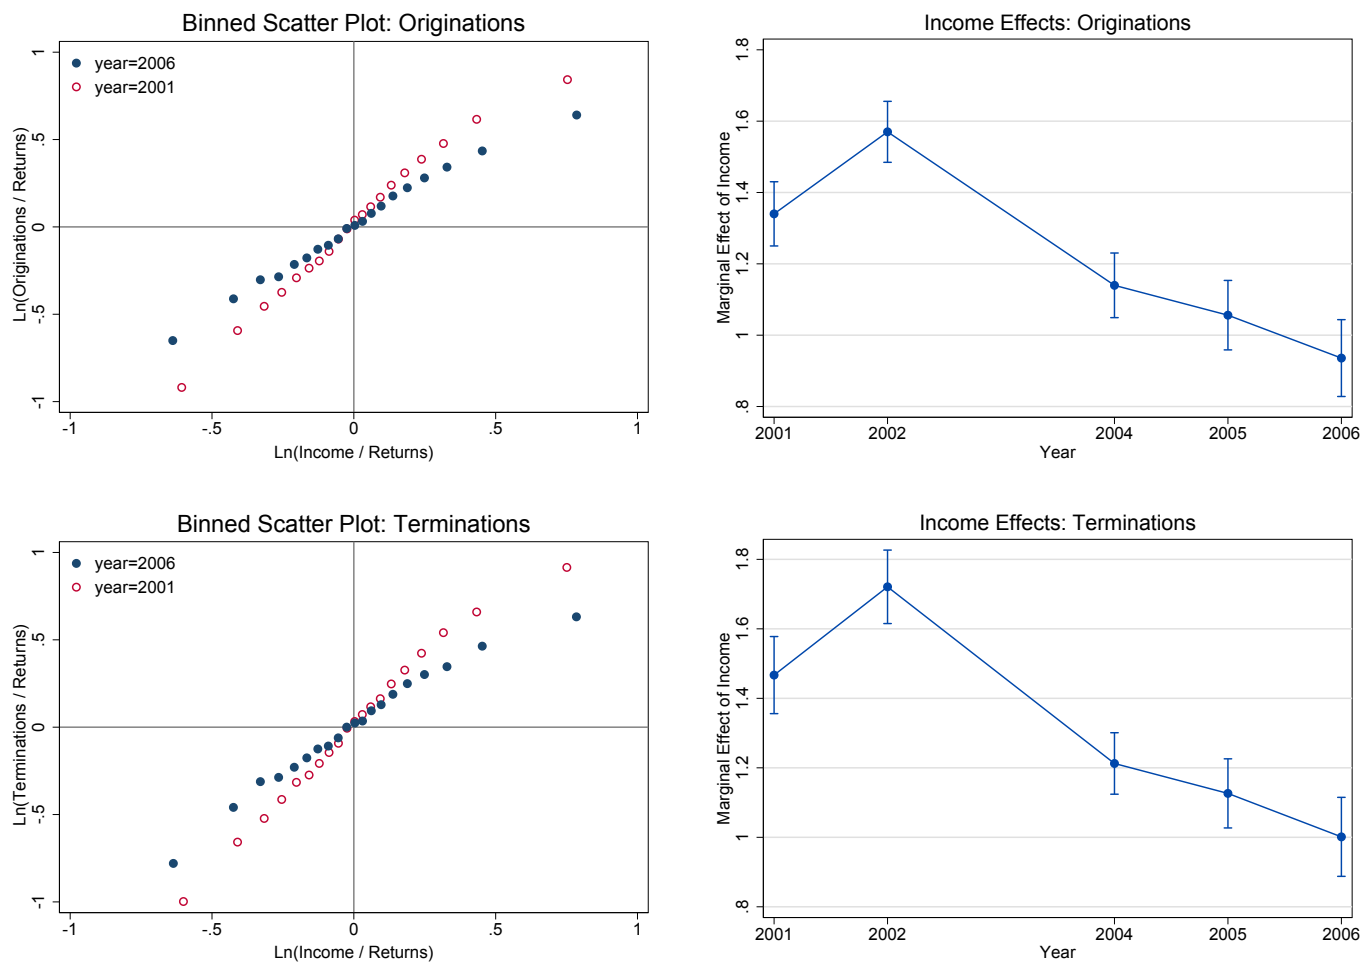 Binned Scatter Plot: Originations
year=2006
year=2001
Ln(Originations / Returns)
1
.5
0
-.5
-1
-1
-.5
0
.5
1
Ln(Income / Returns)
Income Effects: Originations
Marginal Effect of Income
1.8
1.6
1.4
1.2
1
.8
2001
2002
2004
2005
2006
Year
Binned Scatter Plot: Terminations
year=2006
year=2001
Ln(Terminations / Returns)
1
.5
0
-.5
-1
-1
-.5
0
.5
1
Ln(Income / Returns)
Income Effects: Terminations
Marginal Effect of Income
1.8
1.6
1.4
1.2
1
.8
2001
2002
2004
2005
2006
Year